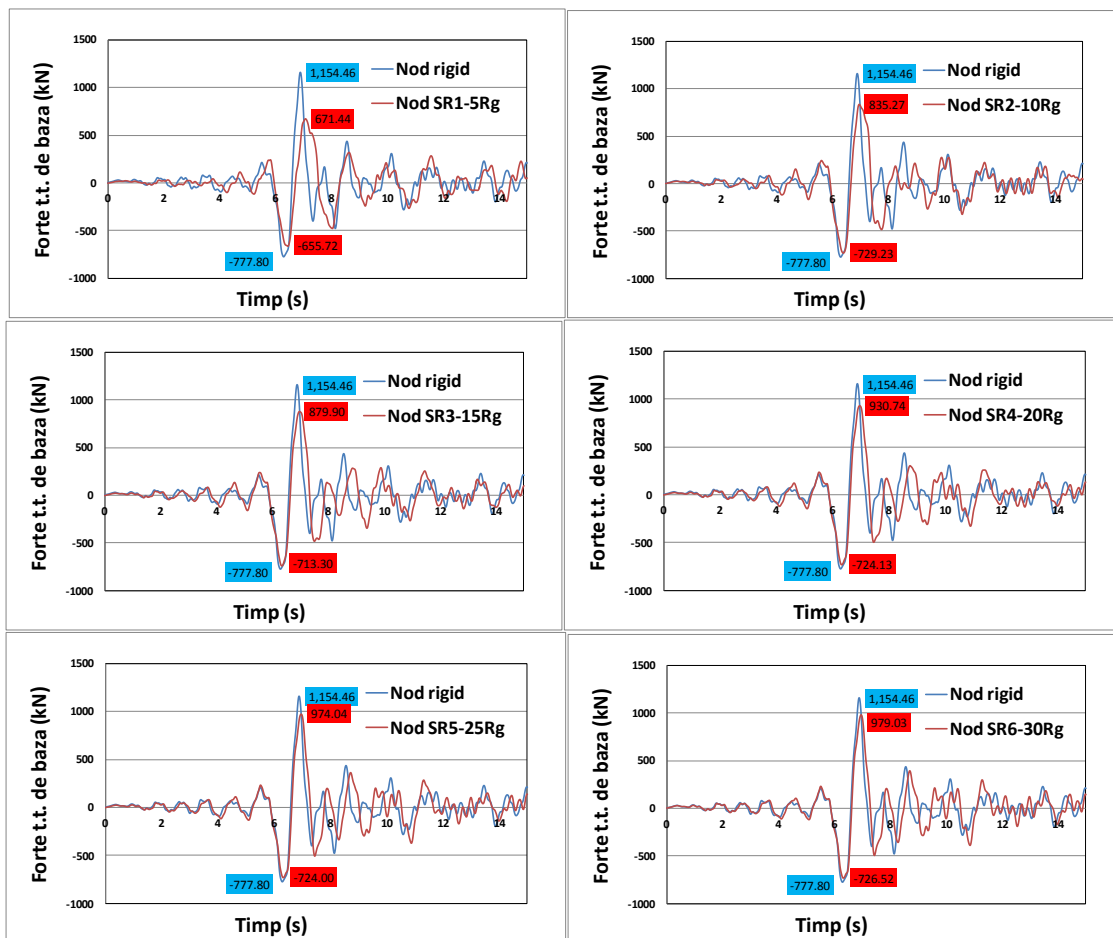 Forte t.t. de baza (kN)
1500
1000
500
0
-500
-1000
0 2 4 6 8 10 12 14
1,154.46
Nod rigid
671.44
Nod SR1-5Rg
-655.72
-777.80
Timp (s)
Forte t.t. de baza (kN)
1500
1000
500
0
-500
-1000
0 2 4 6 8 10 12 14
1,154.46
Nod rigid
835.27
Nod SR2-10Rg
-729.23
-777.80
Timp (s)
Forte t.t. de baza (kN)
1500
1000
500
0
-500
-1000
0 2 4 6 8 10 12 14
1,154.46
Nod rigid
879.90
Nod SR3-15Rg
-713.30
-777.80
Timp (s)
Forte t.t. de baza (kN)
1500
1000
500
0
-500
-1000
0 2 4 6 8 10 12 14
1,154.46
Nod rigid
930.74
Nod SR4-20Rg
-724.13
-777.80
Timp (s)
Forte t.t. de baza (kN)
1500
1000
500
0
-500
-1000
0 2 4 6 8 10 12 14
1,154.46
Nod rigid
974.04
Nod SR5-25Rg
-724.00
-777.80
Timp (s)
Forte t.t. de baza (kN)
1500
1000
500
0
-500
-1000
0 2 4 6 8 10 12 14
1,154.46
Nod rigid
979.03
Nod SR6-30Rg
-726.52
-777.80
Timp (s)